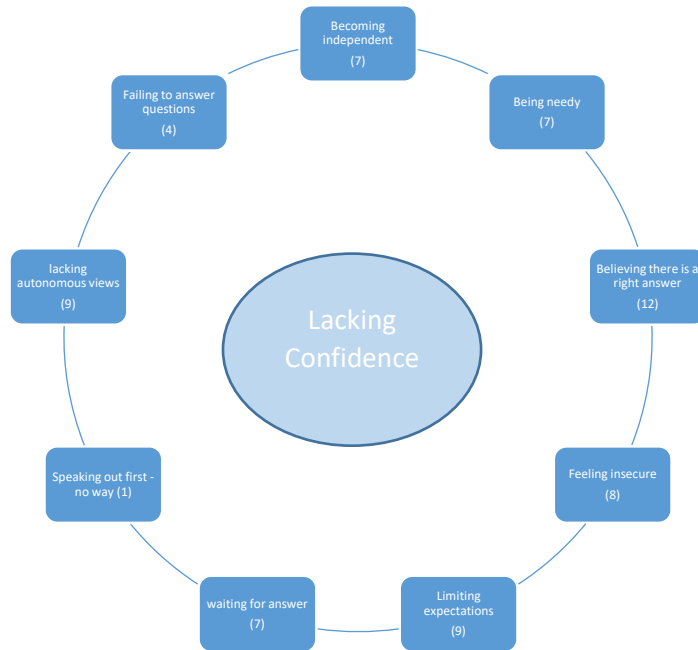 Becoming
independent
(7)
Being needy
(7)
Believing there is a
right answer
(12)
Feeling insecure
(8)
Limiting
expectations
(9)
waiting for answer
(7)
Speaking out first -
no way (1)
lacking
autonomous views
(9)
Failing to answer
questions
(4)
Lacking
Confidence